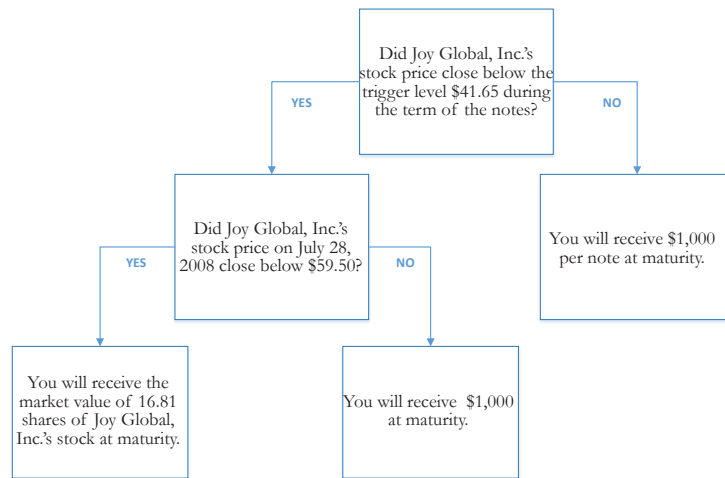 Did Joy Global, Inc.'s
stock price close below the
trigger level $41.65 during
the term of the notes?
YES
NO
Did Joy Global, Inc.'s
stock price on July 28,
2008 close below $59.50?
You will receive $1,000
per note at maturity.
YES
NO
You will receive the
market value of 16.81
shares of Joy Global,
Inc.'s stock at maturity.
You will receive $1,000
at maturity.